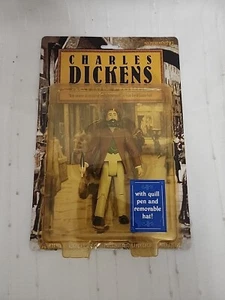 CHARLES
DICKENS
with quill
pen and
removable
hat!